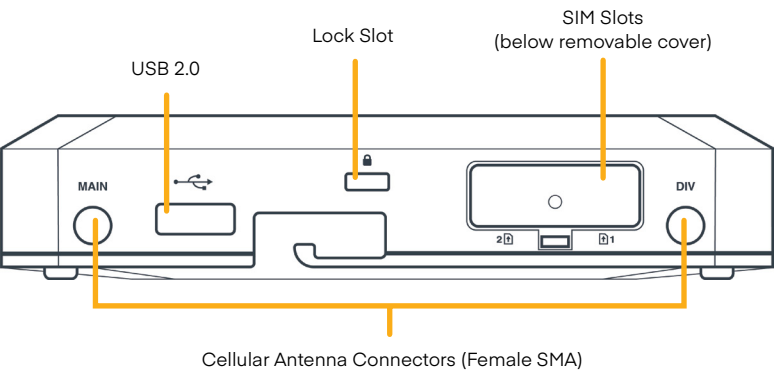 SIM Slots
(below removable cover)
Lock Slot
USB 2.0
MAIN
DIV
2
1
Cellular Antenna Connectors (Female SMA)